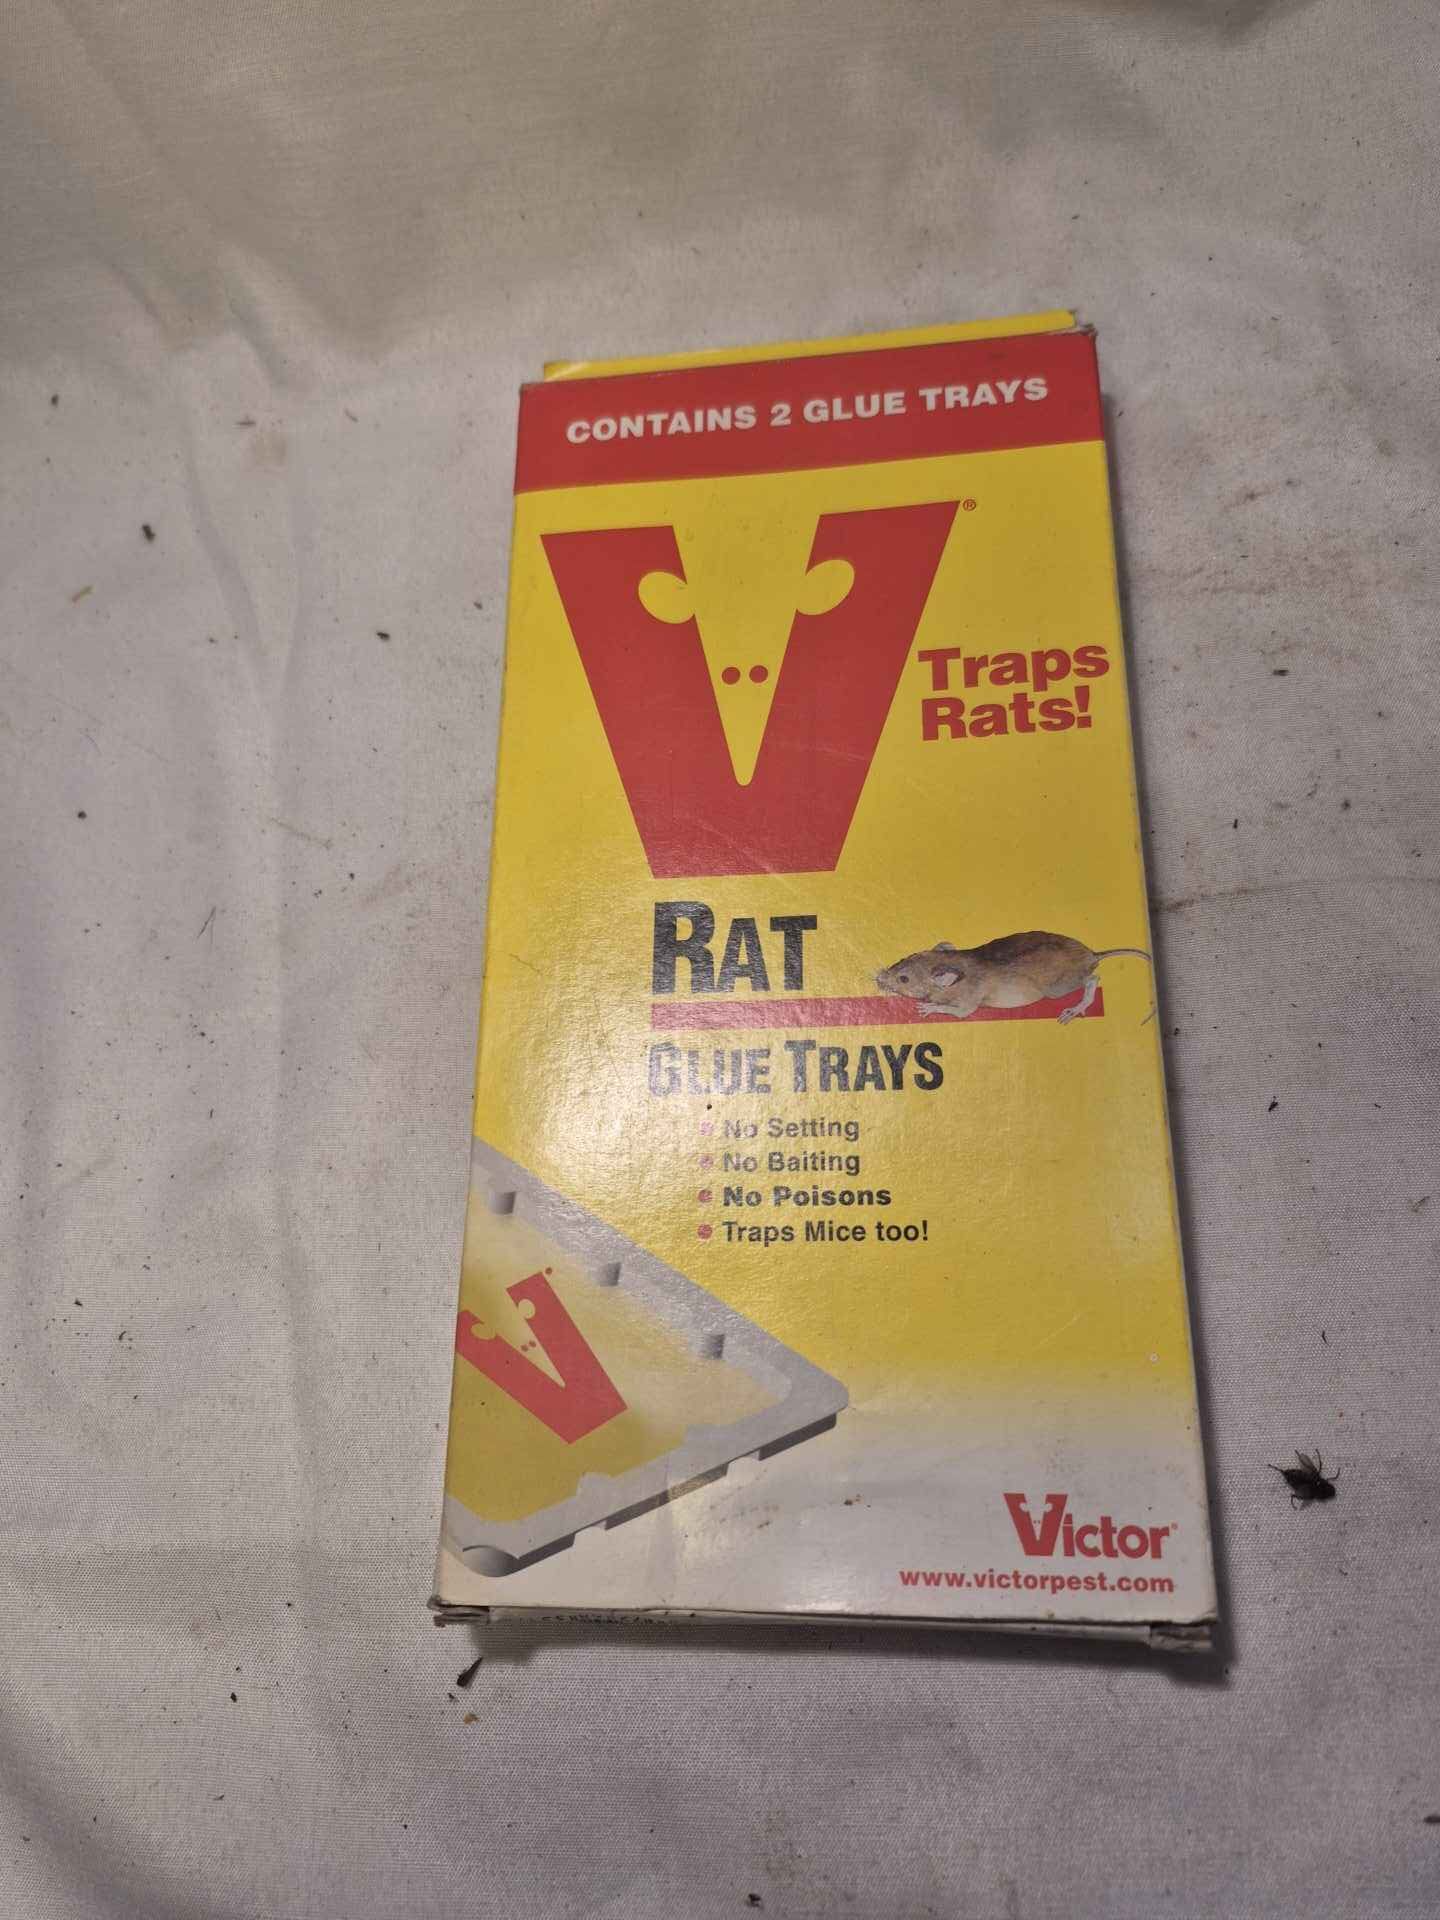 CONTAINS 2 GLUE TRAYS
V®
Traps
Rats!
RAT
GLUE TRAYS
• No Setting
• No Baiting
• No Poisons
• Traps Mice too!
V
Victor®
www.victorpest.com